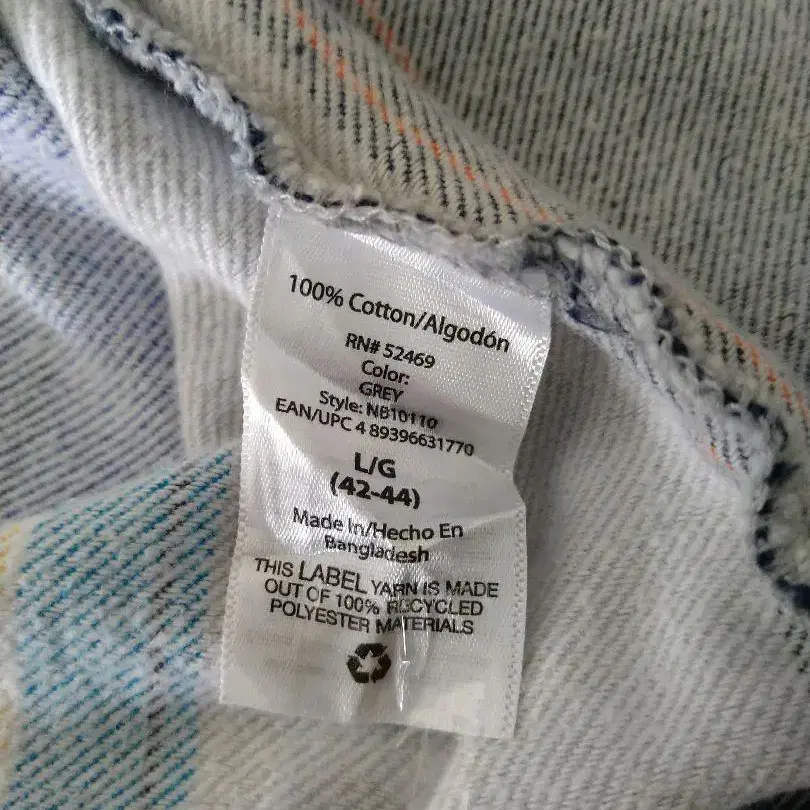 100% Cotton/Algodón
RN# 52469
Color:
GREY
Style: NB10110
EAN/UPC 4 89396631770
L/G
(42-44)
Made In/Hecho En
Bangladesh
THIS LABEL YARN IS MADE
OUT OF 100% RECYCLED
POLYESTER MATERIALS